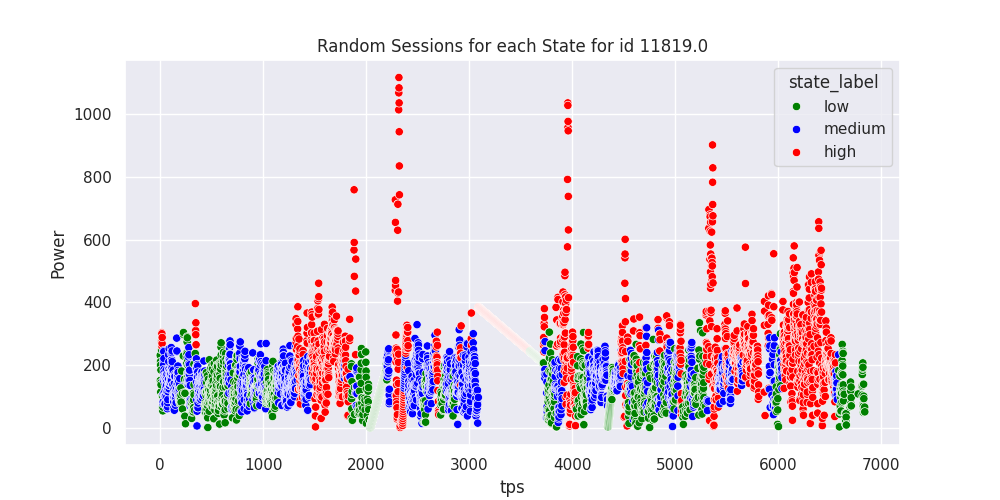 Random Sessions for each State for id 11819.0
state_label
low
medium
high
Power
1000
800
600
400
200
0
0 1000 2000 3000 4000 5000 6000 7000
tps